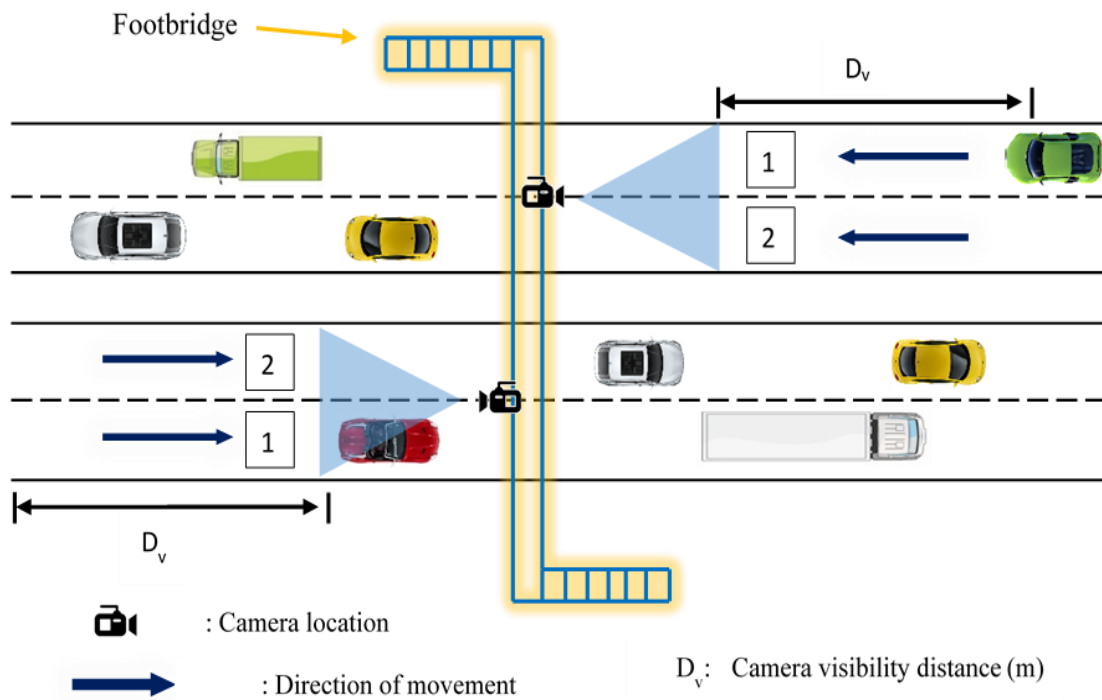 Footbridge
Dv
1
2
2
1
Dv
: Camera location
: Direction of movement
Dv: Camera visibility distance (m)